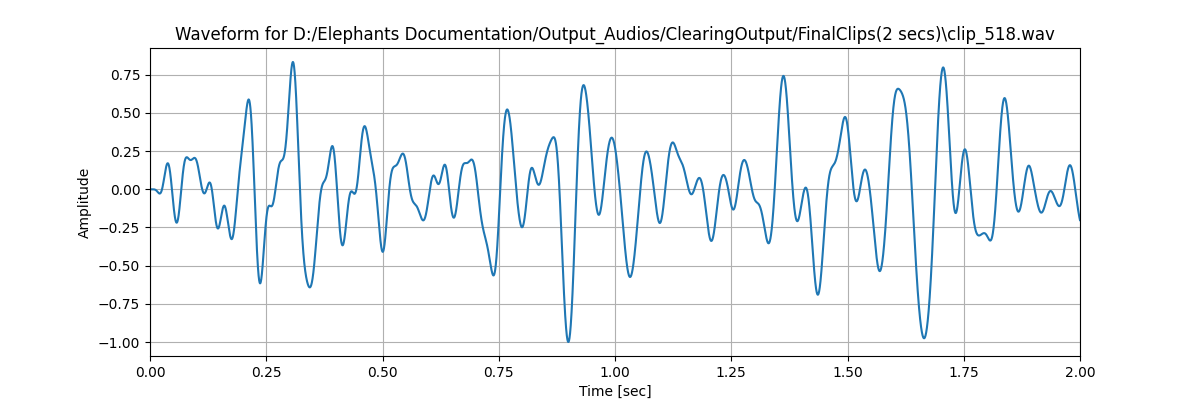 Waveform for D:/Elephants Documentation/Output_Audios/ClearingOutput/FinalClips(2 secs)\clip_518.wav
Amplitude
0.75
0.50
0.25
0.00
−0.25
−0.50
−0.75
−1.00
0.00 0.25 0.50 0.75 1.00 1.25 1.50 1.75 2.00
Time [sec]